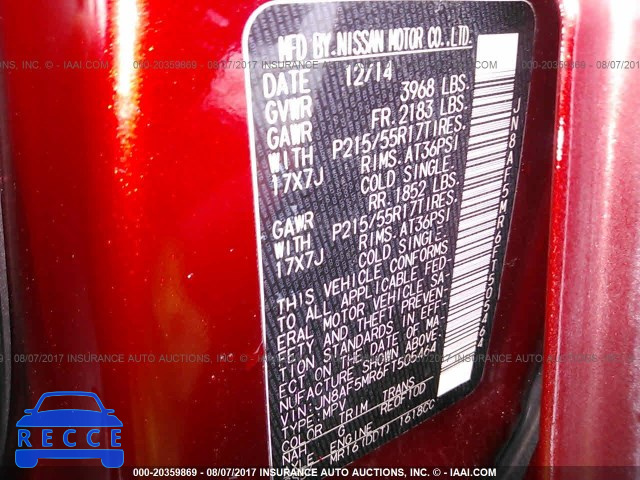 MFD BY.NISSAN MOTOR CO.,LTD.
DATE 12/14
GVWR 3968 LBS.
GAWR FR.2183 LBS.
WITH P215/55R17TIRES.
17X7J RIMS.AT36PSI
COLD SINGLE.
GAWR RR.1852 LBS.
WITH P215/55R17TIRES.
17X7J RIMS.AT36PSI
COLD SINGLE.
THIS VEHICLE CONFORMS
TO ALL APPLICABLE FED-
ERAL MOTOR VEHICLE SA-
FETY AND THEFT PREVEN-
TION STANDARDS IN EFF-
ECT ON THE DATE OF MA-
NUFACTURE SHOWN ABOVE
VIN:JN8AF5MR6FT50
TYPE:MPV
COLOR TRIM TRANS
NAH G RE0F10D
ENGINE 1618CC
MR16(DCT)
JN8AF5MR6FT50
000-20359869 - 08/07/2017 - INSURANCE AUTO AUCTIONS, INC. - © - IAAI.COM
RECCE